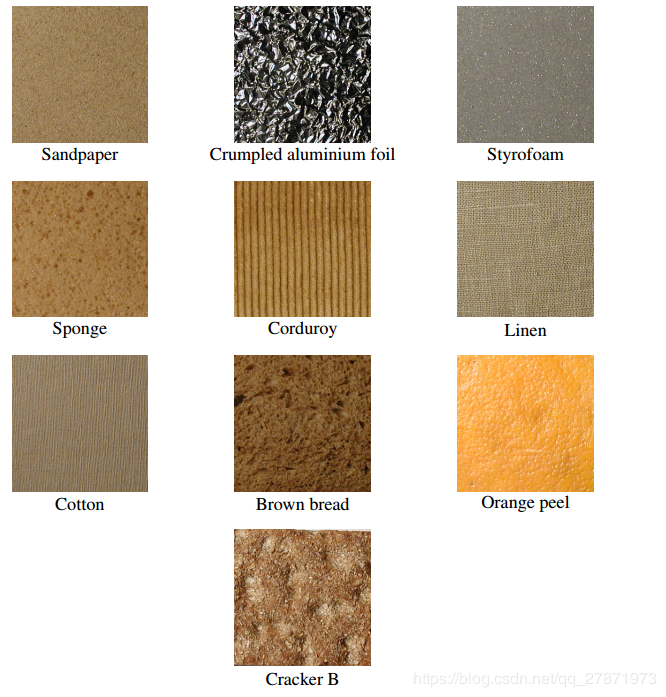 Sandpaper
Crumpled aluminium foil
Styrofoam
Sponge
Corduroy
Linen
Cotton
Brown bread
Orange peel
Cracker B
https://blog.csdn.net/qq_27871973